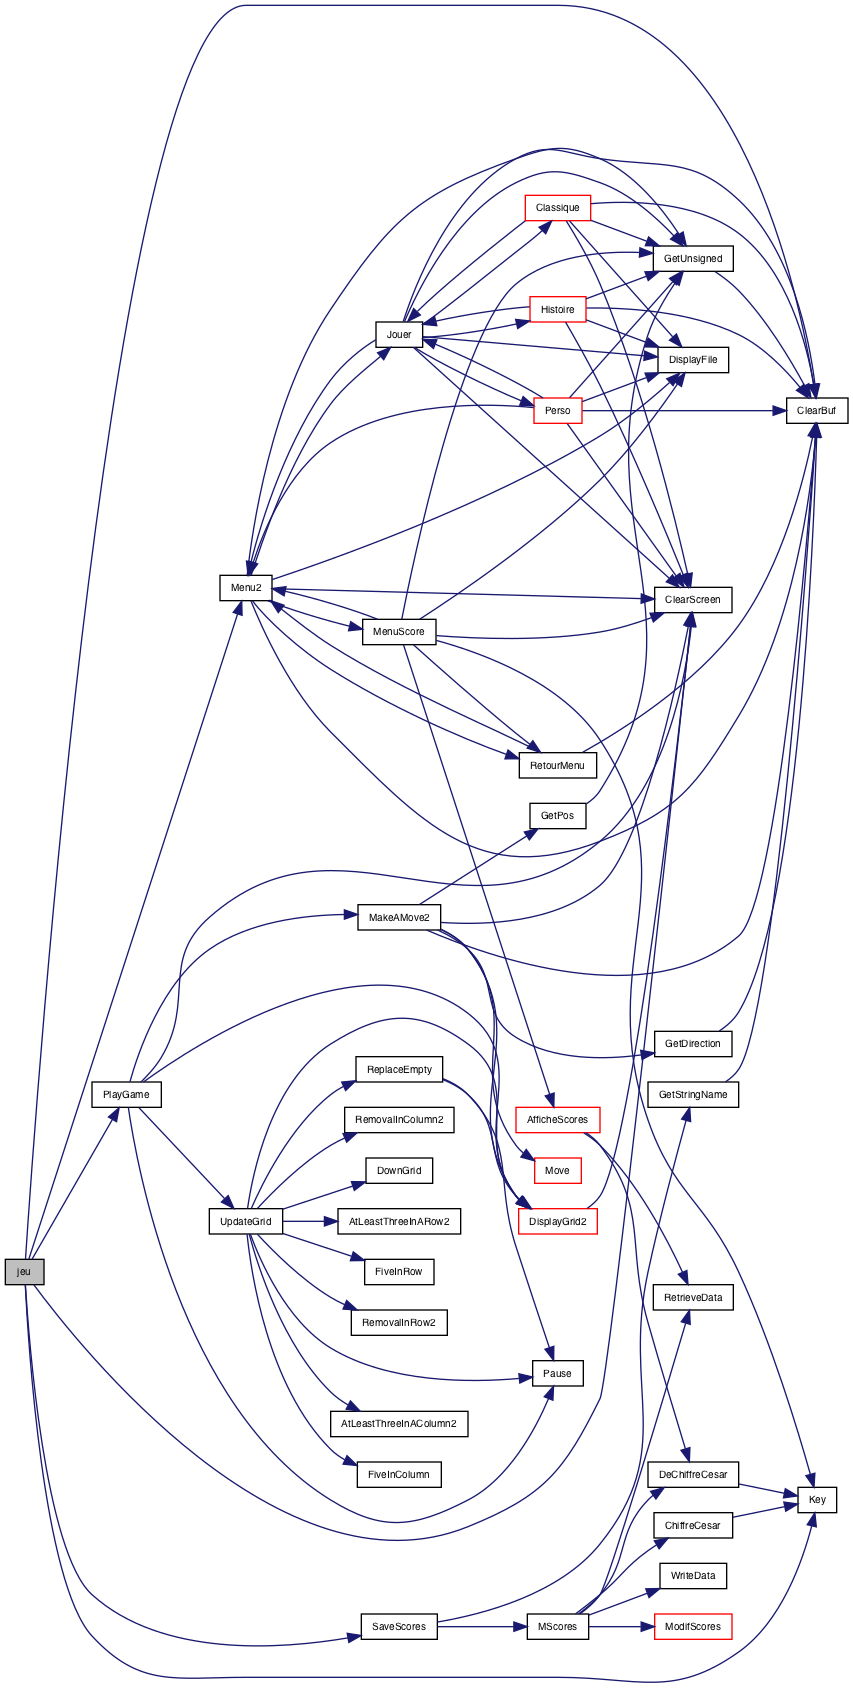 Classique
GetUnsigned
Histoire
Jouer
DisplayFile
Perso
ClearBuf
Menu2
ClearScreen
MenuScore
RetourMenu
GetPos
MakeAMove2
GetDirection
ReplaceEmpty
PlayGame
GetStringName
RemovalInColumn2
AfficheScores
DownGrid
Move
UpdateGrid
AtLeastThreeInARow2
DisplayGrid2
jeu
FiveInRow
RetrieveData
RemovalInRow2
Pause
AtLeastThreeInAColumn2
FiveInColumn
DeChiffreCesar
Key
ChiffreCesar
WriteData
SaveScores
MScores
ModifScores